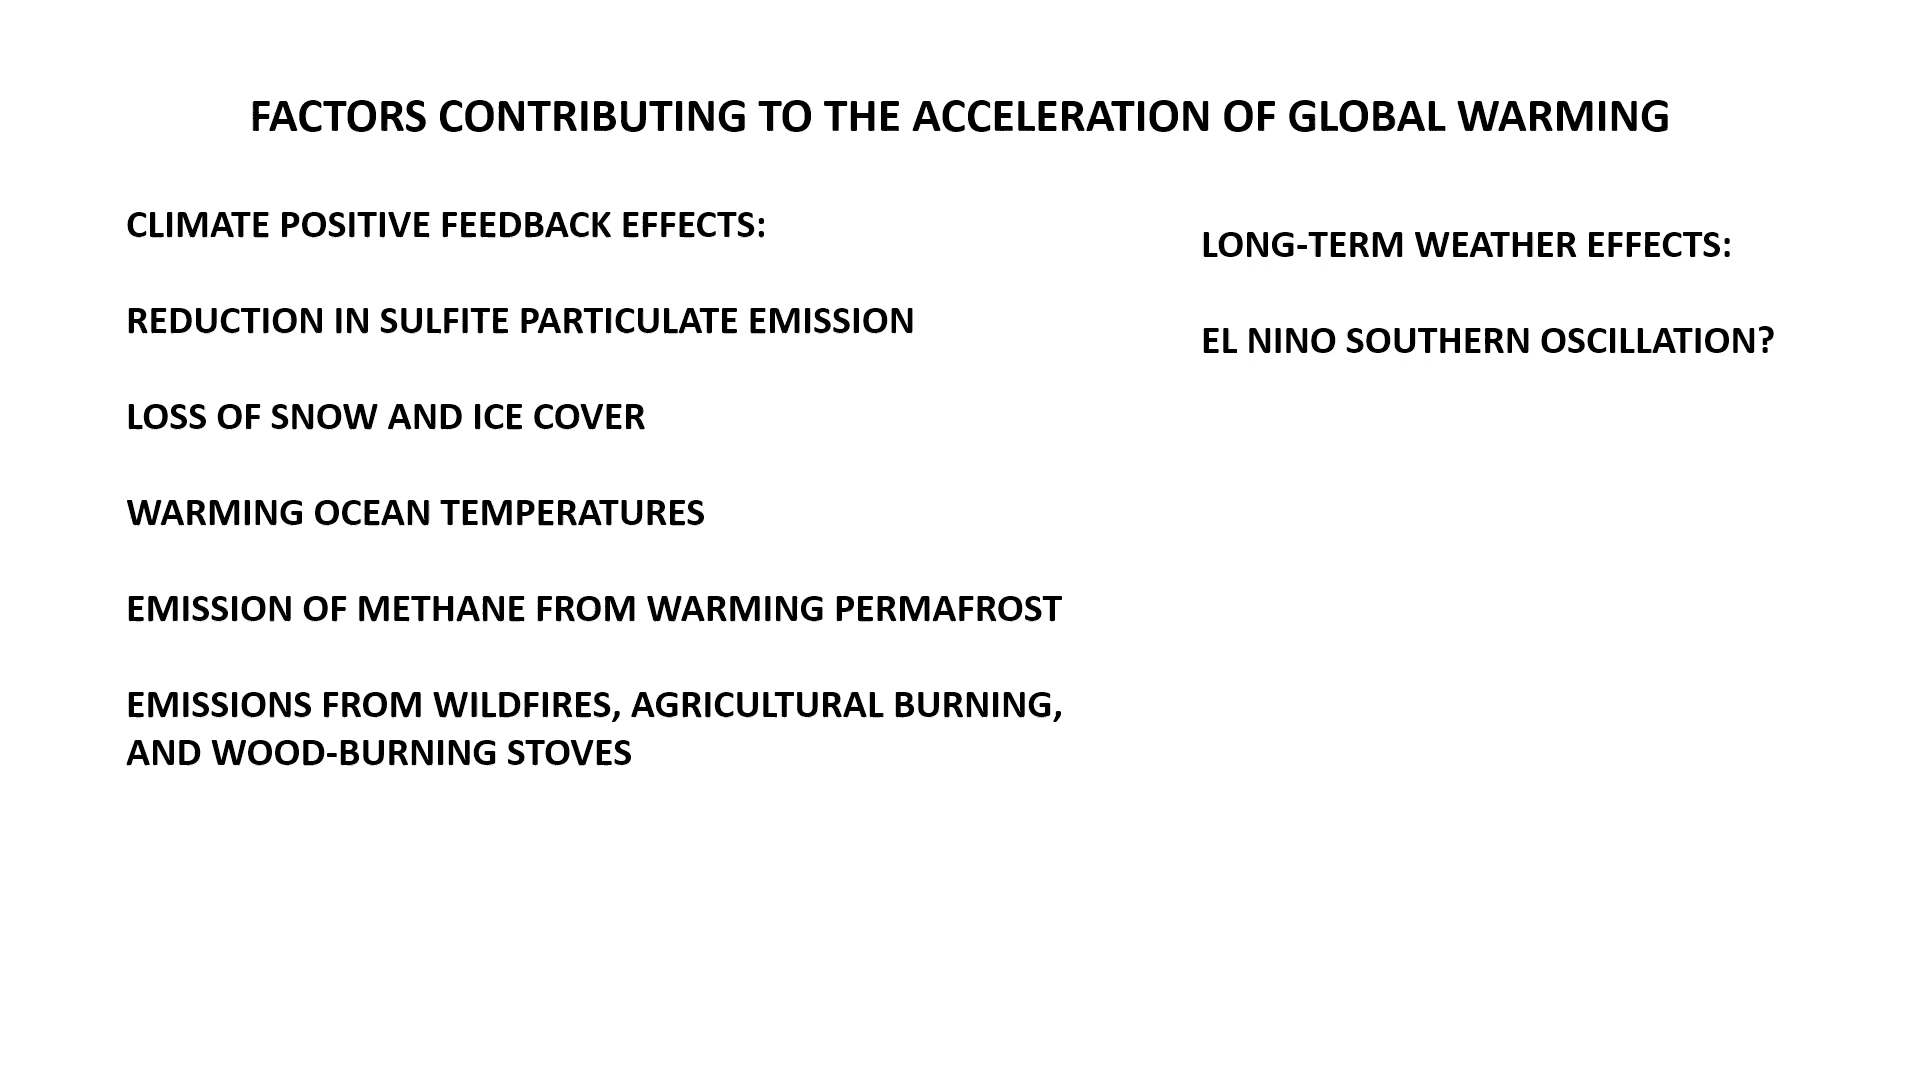 FACTORS CONTRIBUTING TO THE ACCELERATION OF GLOBAL WARMING
CLIMATE POSITIVE FEEDBACK EFFECTS:
REDUCTION IN SULFITE PARTICULATE EMISSION
LOSS OF SNOW AND ICE COVER
WARMING OCEAN TEMPERATURES
EMISSION OF METHANE FROM WARMING PERMAFROST
EMISSIONS FROM WILDFIRES, AGRICULTURAL BURNING,
AND WOOD-BURNING STOVES
LONG-TERM WEATHER EFFECTS:
EL NINO SOUTHERN OSCILLATION?